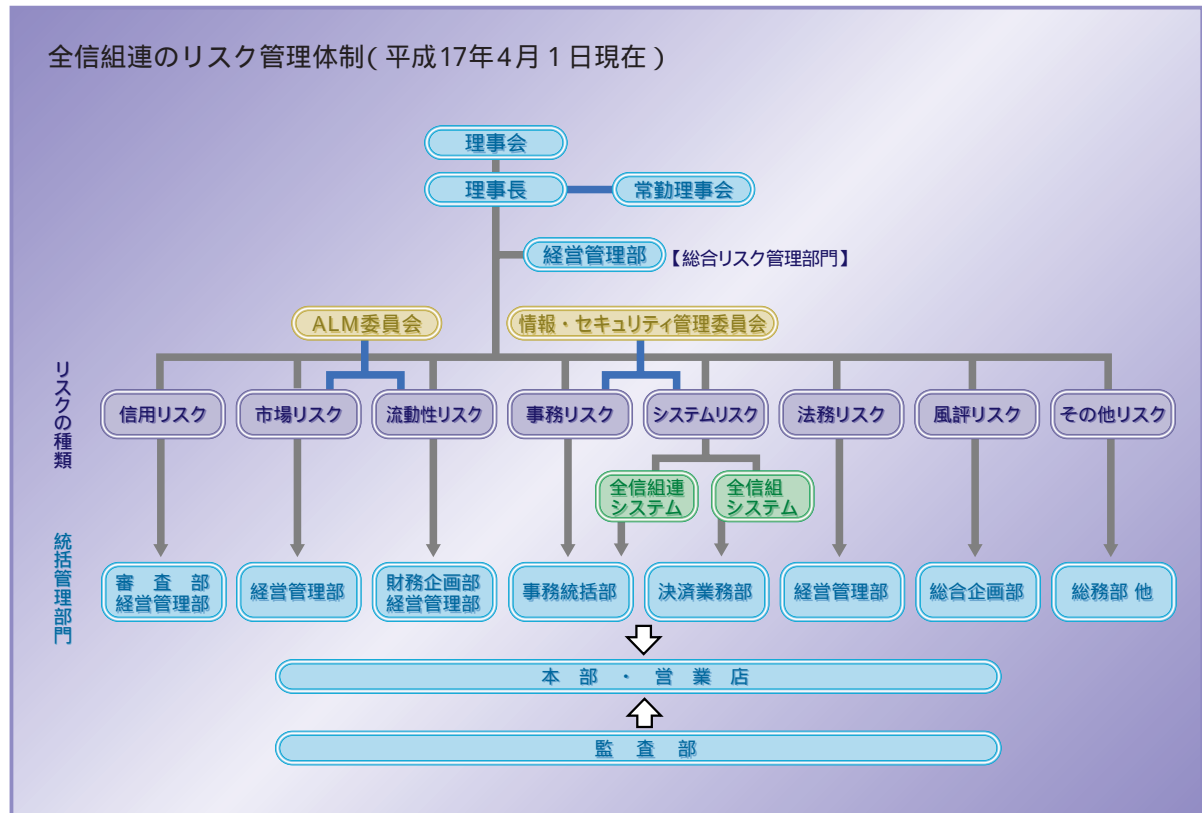 全信組連のリスク管理体制(平成17年4月1日現在)
理事会
理事長
常勤理事会
経営管理部
【総合リスク管理部門】
ALM委員会
情報・セキュリティ管理委員会
リスクの種類
信用リスク
市場リスク
流動性リスク
事務リスク
システムリスク
法務リスク
風評リスク
その他リスク
全信組連
システム
全信組
システム
統括管理部門
審 査 部
経営管理部
経営管理部
財務企画部
経営管理部
事務統括部
決済業務部
経営管理部
総合企画部
総務部 他
本 部 ・ 営 業 店
監 査 部